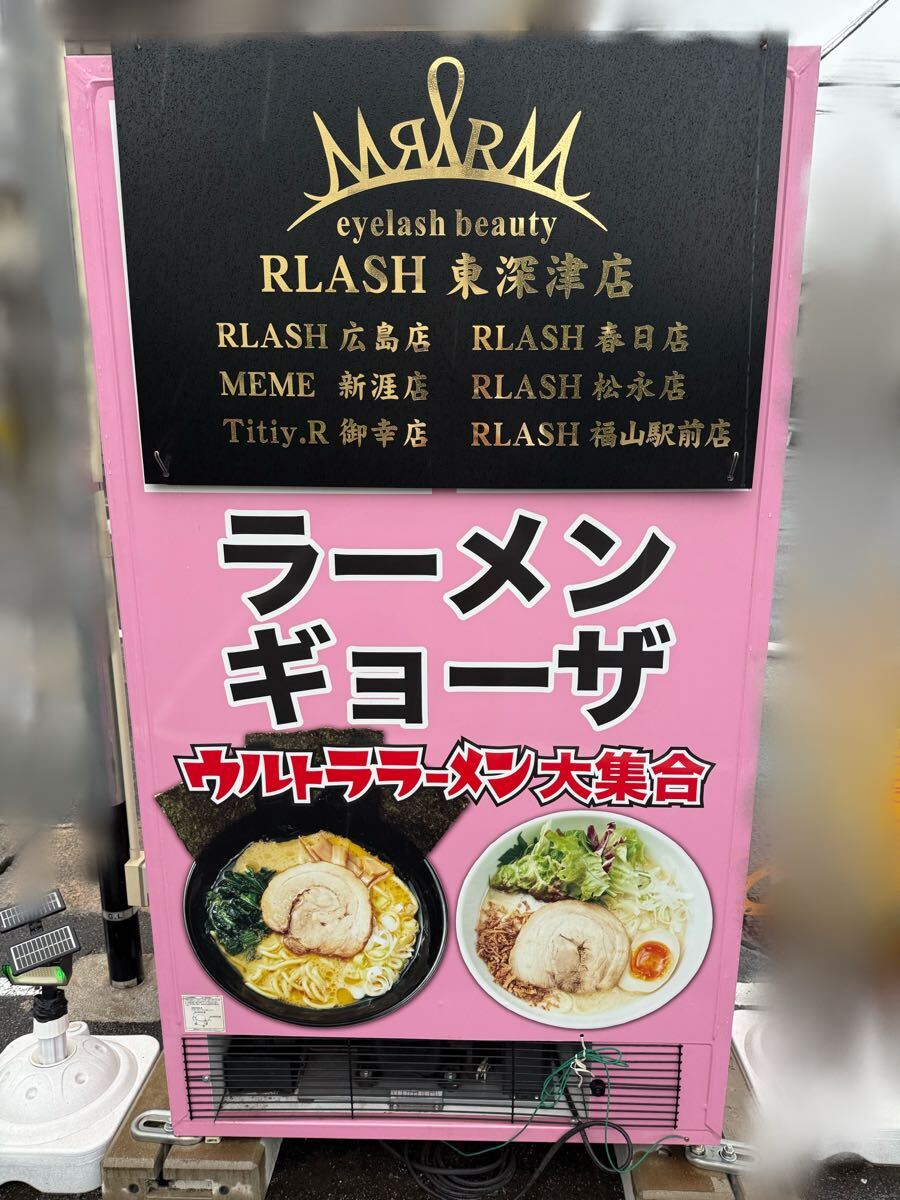 MRRRM
eyelash beauty
RLASH 東深津店
RLASH 広島店 RLASH 春日店
MEME 新涯店 RLASH 松永店
Titiy.R 御幸店 RLASH 福山駅前店
ラーメン
ギョーザ
ウルトララーメン大集合